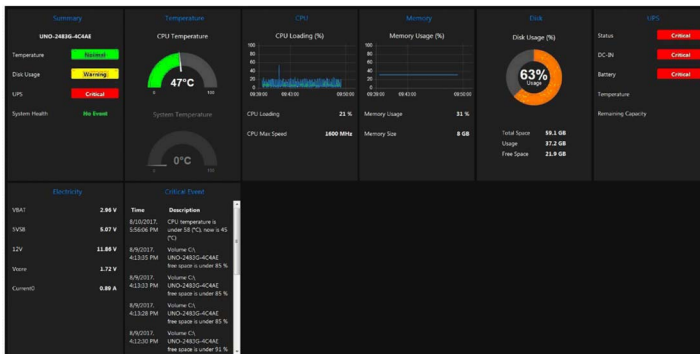 Summary
UNO-2483G-4C4AE
Temperature Normal
Disk Usage Warning
UPS Critical
System Health No Event
Temperature
CPU Temperature
47°C
0 100
System Temperature
0°C
0 100
CPU
CPU Loading (%)
100
80
60
40
20
0
09:39:00 09:43:00 09:50:00
CPU Loading 21 %
CPU Max Speed 1600 MHz
Memory
Memory Usage (%)
100
80
60
40
20
0
09:39:00 09:43:00 09:50:00
Memory Usage 31 %
Memory Size 8 GB
Disk
Disk Usage (%)
63%
Usage
Total Space 59.1 GB
Usage 37.2 GB
Free Space 21.9 GB
UPS
Status Critical
DC-IN Critical
Battery Critical
Temperature
Remaining Capacity
Electricity
VBAT 2.96 V
5VSB 5.07 V
12V 11.86 V
Vcore 1.72 V
Current0 0.89 A
Critical Event
Time Description
8/10/2017, CPU temperature is
5:56:06 PM under 58 (°C), now is 45
(°C)
8/9/2017, Volume C:\
4:13:35 PM UNO-2483G-4C4AE
free space is under 85 %
8/9/2017, Volume C:\
4:13:33 PM UNO-2483G-4C4AE
free space is under 85 %
8/9/2017, Volume C:\
4:13:28 PM UNO-2483G-4C4AE
free space is under 85 %
8/9/2017, Volume C:\
4:12:30 PM UNO-2483G-4C4AE
free space is under 91 %